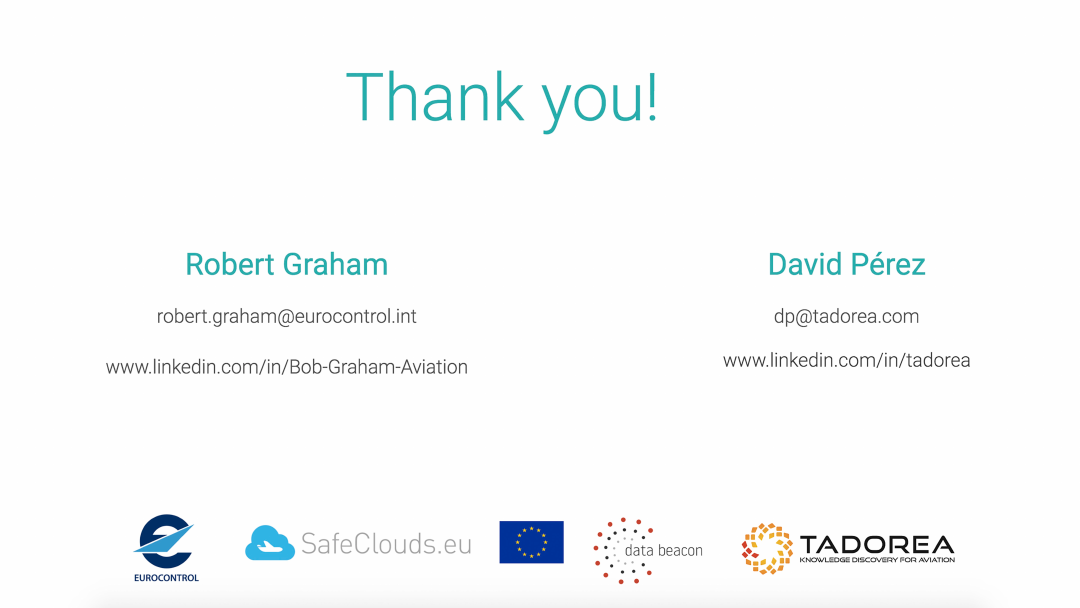 Thank you!
Robert Graham
robert.graham@eurocontrol.int
www.linkedin.com/in/Bob-Graham-Aviation
David Pérez
dp@tadorea.com
www.linkedin.com/in/tadorea
EUROCONTROL
SafeClouds.eu
data beacon
TADOREA
KNOWLEDGE DISCOVERY FOR AVIATION